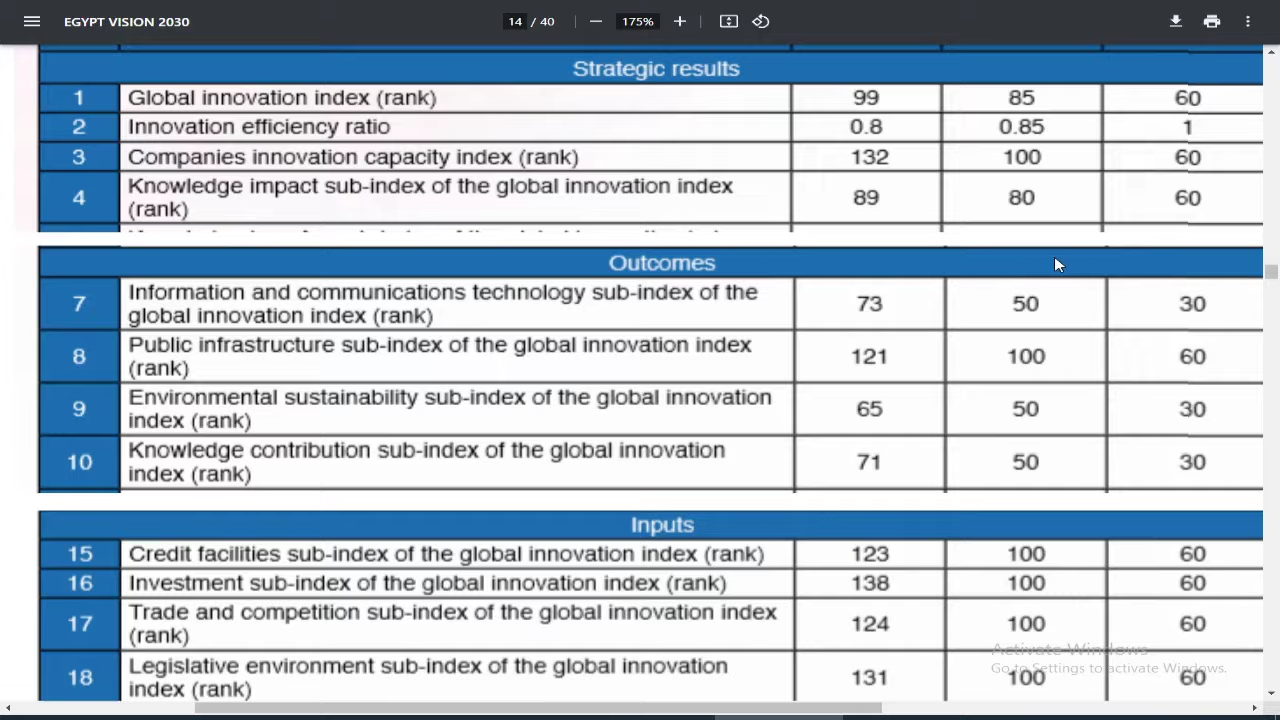 EGYPT VISION 2030 14 / 40 175%
Strategic results
1 Global innovation index (rank) 99 85 60
2 Innovation efficiency ratio 0.8 0.85 1
3 Companies innovation capacity index (rank) 132 100 60
4 Knowledge impact sub-index of the global innovation index
(rank) 89 80 60
Outcomes
7 Information and communications technology sub-index of the
global innovation index (rank) 73 50 30
8 Public infrastructure sub-index of the global innovation index
(rank) 121 100 60
9 Environmental sustainability sub-index of the global innovation
index (rank) 65 50 30
10 Knowledge contribution sub-index of the global innovation
index (rank) 71 50 30
Inputs
15 Credit facilities sub-index of the global innovation index (rank) 123 100 60
16 Investment sub-index of the global innovation index (rank) 138 100 60
17 Trade and competition sub-index of the global innovation index
(rank) 124 100 60
Activate Windows
18 Legislative environment sub-index of the global innovation
index (rank) 131 100 60
Go to Settings to activate Windows.